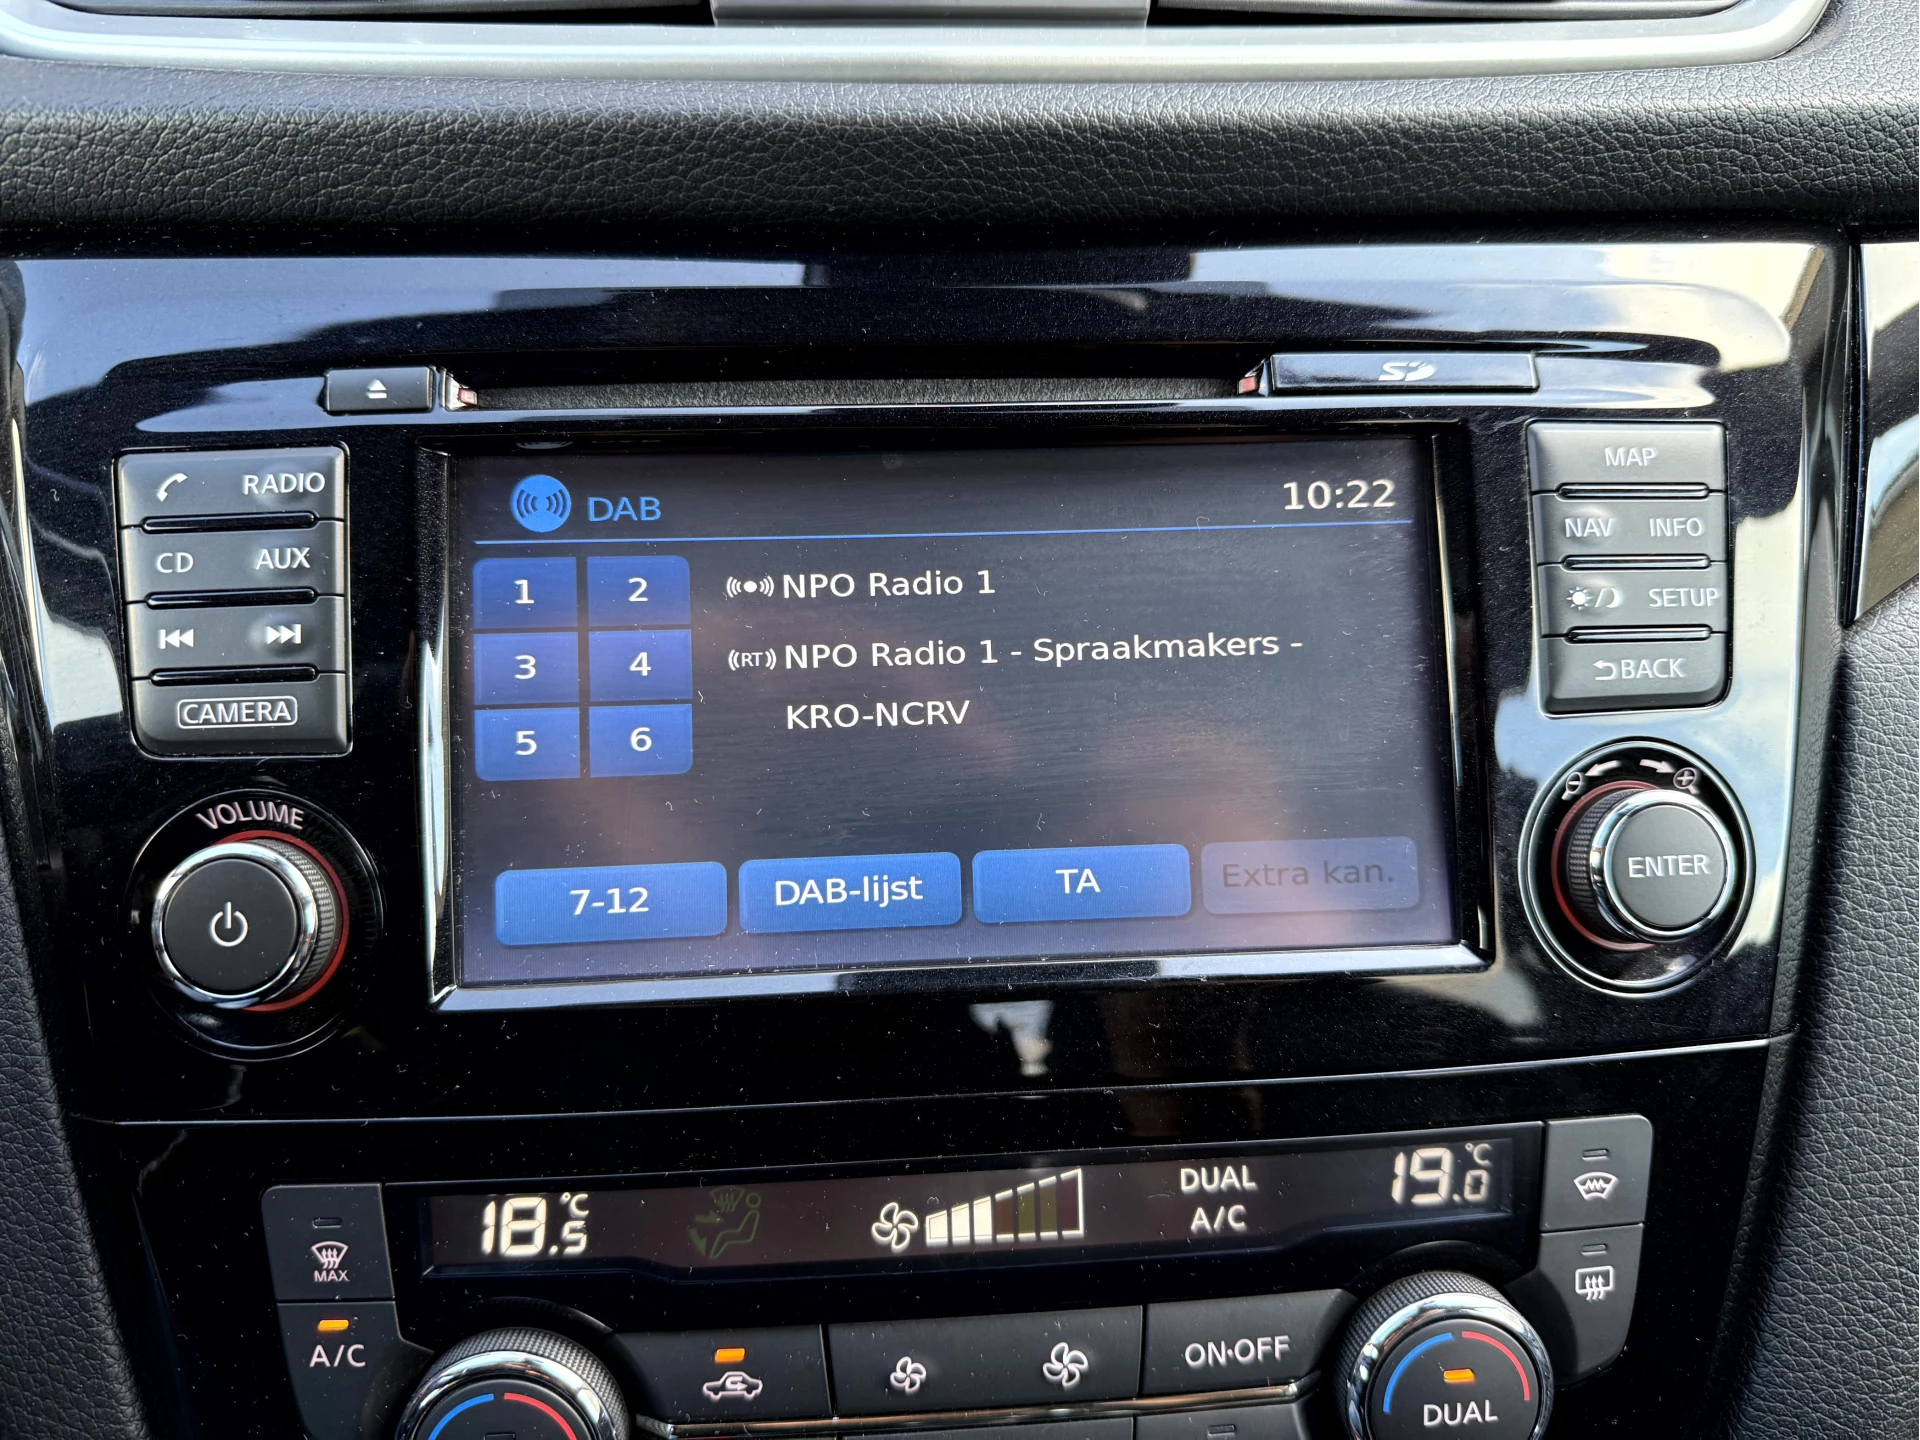 SD
RADIO
CD AUX
CAMERA
VOLUME
DAB 10:22
1 2
3 4
5 6
NPO Radio 1
RT NPO Radio 1 - Spraakmakers -
KRO-NCRV
7-12 DAB-lijst TA Extra kan.
MAP
NAV INFO
SETUP
BACK
ENTER
18.5 °C DUAL A/C 19.0 °C
MAX
A/C
ON•OFF
DUAL